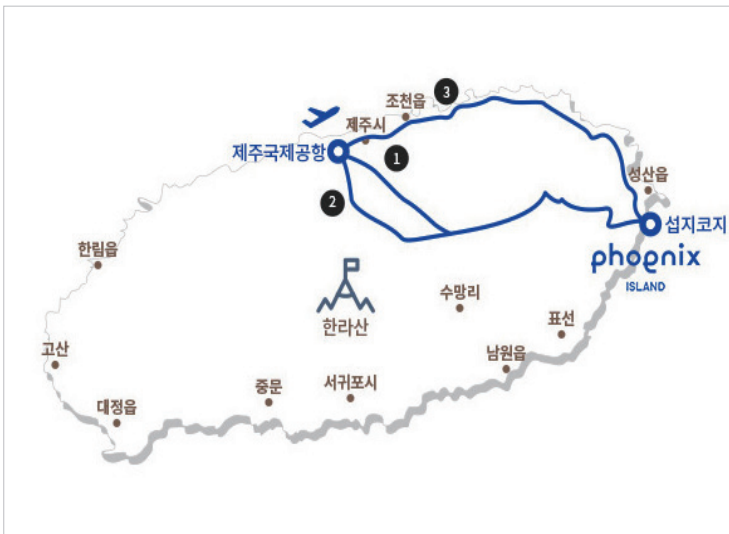 3
조천읍
제주시
제주국제공항
1
성산읍
2
섭지코지
phoenix
ISLAND
한림읍
수망리
한라산
표선
고산
남원읍
중문
서귀포시
대정읍